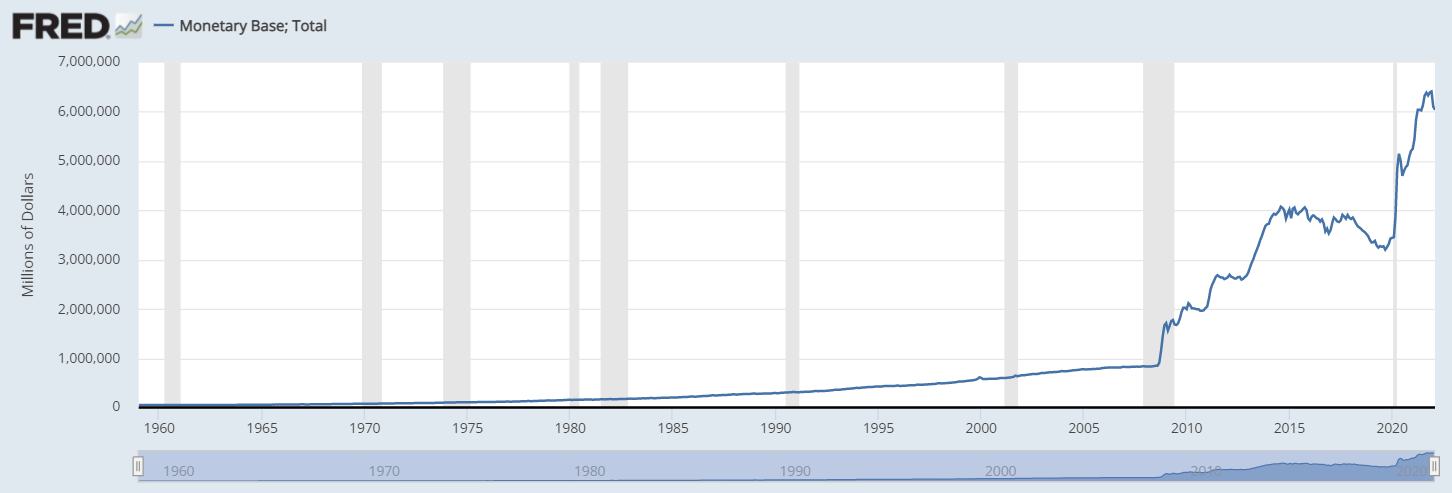 FRED. Monetary Base; Total
Millions of Dollars
7,000,000
6,000,000
5,000,000
4,000,000
3,000,000
2,000,000
1,000,000
0
1960 1965 1970 1975 1980 1985 1990 1995 2000 2005 2010 2015 2020
1960 1970 1980 1990 2000 2010 2020